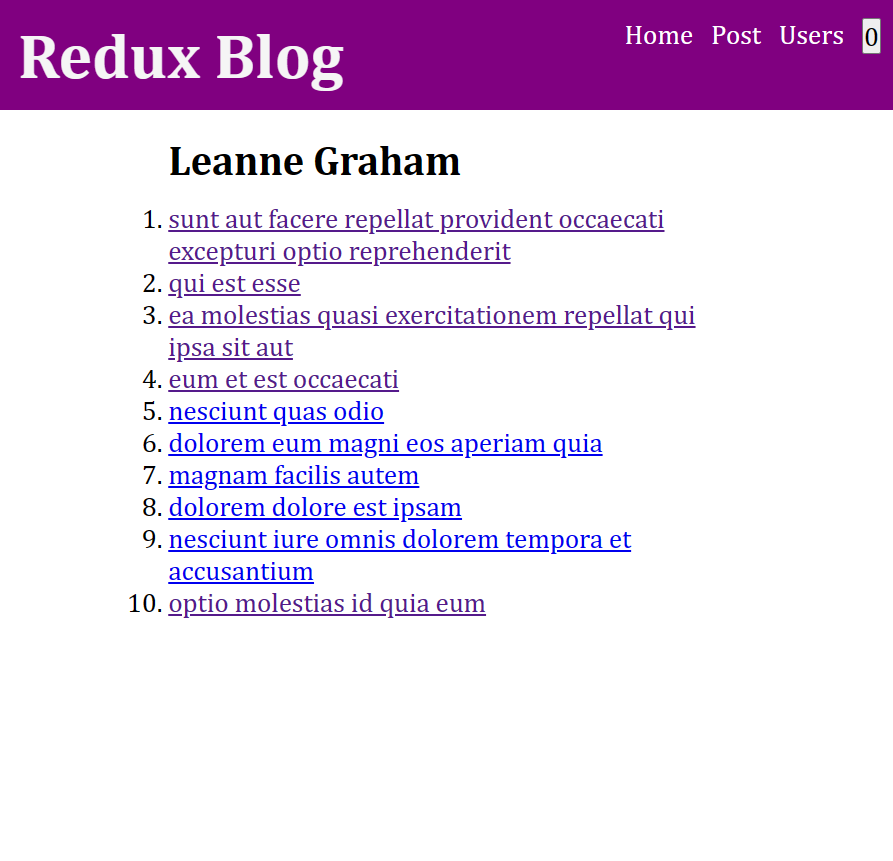 Redux Blog
Home Post Users 0
Leanne Graham
1. sunt aut facere repellat provident occaecati
excepturi optio reprehenderit
2. qui est esse
3. ea molestias quasi exercitationem repellat qui
ipsa sit aut
4. eum et est occaecati
5. nesciunt quas odio
6. dolorem eum magni eos aperiam quia
7. magnam facilis autem
8. dolorem dolore est ipsam
9. nesciunt iure omnis dolorem tempora et
accusantium
10. optio molestias id quia eum